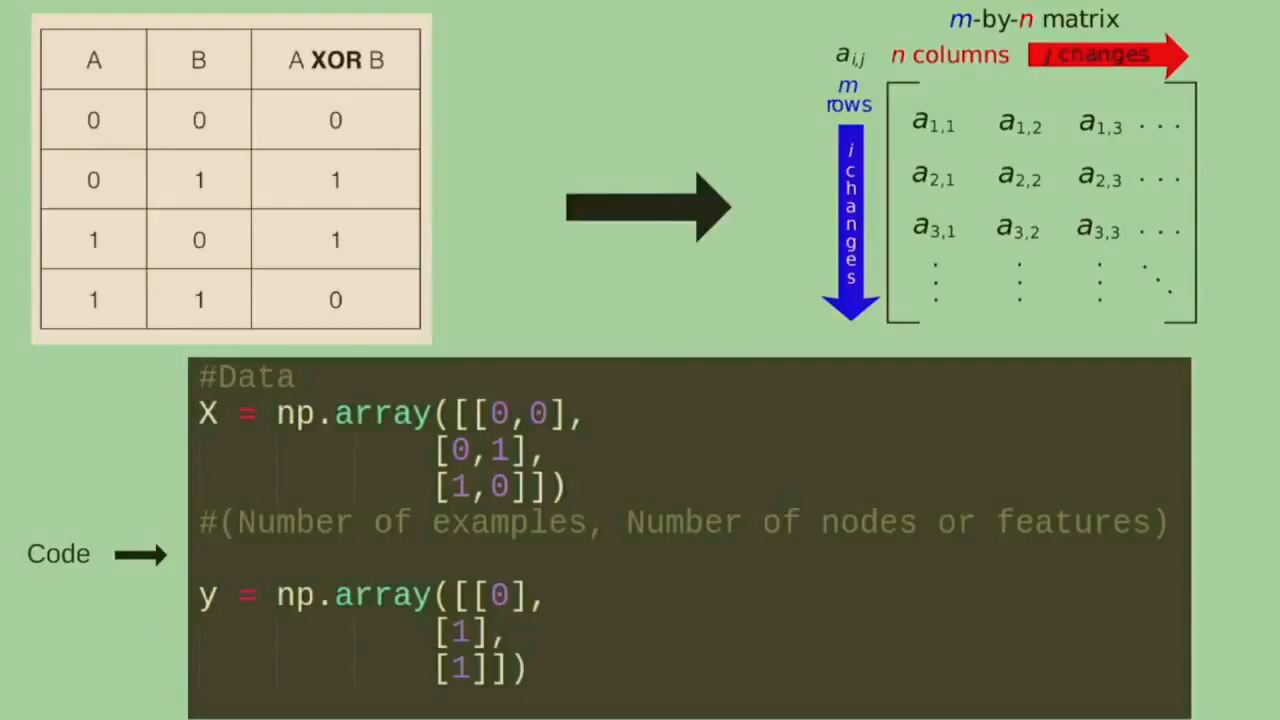 A B A XOR B
0 0 0
0 1 1
1 0 1
1 1 0
m-by-n matrix
a i,j n columns j changes
m
rows
i changes
a1,1 a1,2 a1,3 . . .
a2,1 a2,2 a2,3 . . .
a3,1 a3,2 a3,3 . . .
Code
#Data
X = np.array([[0,0],
[0,1],
[1,0]])
#(Number of examples, Number of nodes or features)
y = np.array([[0],
[1],
[1]])